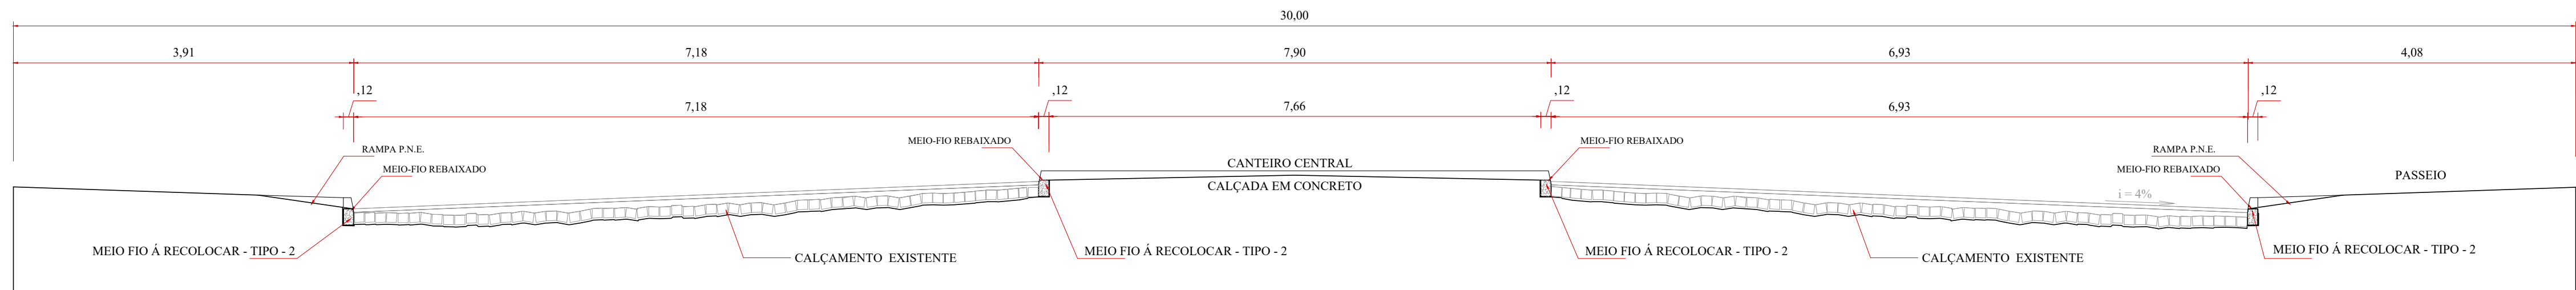 30,00
3,91
7,18
7,90
6,93
4,08
,12
7,18
,12
7,66
,12
6,93
,12
RAMPA P.N.E.
MEIO-FIO REBAIXADO
MEIO-FIO REBAIXADO
CANTEIRO CENTRAL
CALÇADA EM CONCRETO
MEIO-FIO REBAIXADO
RAMPA P.N.E.
MEIO-FIO REBAIXADO
PASSEIO
i = 4%
MEIO FIO Á RECOLOCAR - TIPO - 2
CALÇAMENTO EXISTENTE
MEIO FIO Á RECOLOCAR - TIPO - 2
MEIO FIO Á RECOLOCAR - TIPO - 2
CALÇAMENTO EXISTENTE
MEIO FIO Á RECOLOCAR - TIPO - 2